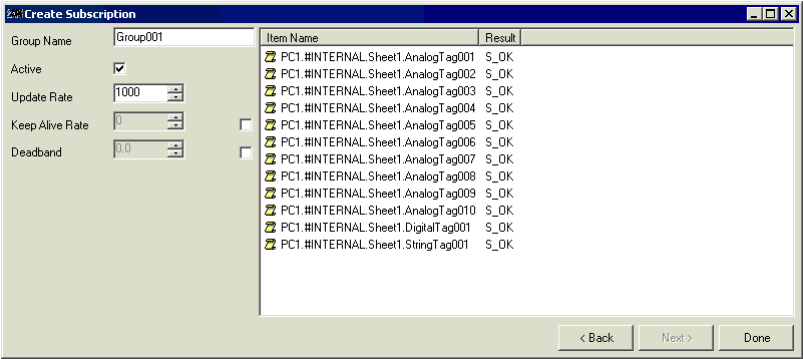 Create Subscription
Group Name Group001
Active
Update Rate 1000
Keep Alive Rate 0
Deadband 0.0
Item Name Result
PC1.#INTERNAL.Sheet1.AnalogTag001 S_OK
PC1.#INTERNAL.Sheet1.AnalogTag002 S_OK
PC1.#INTERNAL.Sheet1.AnalogTag003 S_OK
PC1.#INTERNAL.Sheet1.AnalogTag004 S_OK
PC1.#INTERNAL.Sheet1.AnalogTag005 S_OK
PC1.#INTERNAL.Sheet1.AnalogTag006 S_OK
PC1.#INTERNAL.Sheet1.AnalogTag007 S_OK
PC1.#INTERNAL.Sheet1.AnalogTag008 S_OK
PC1.#INTERNAL.Sheet1.AnalogTag009 S_OK
PC1.#INTERNAL.Sheet1.AnalogTag010 S_OK
PC1.#INTERNAL.Sheet1.DigitalTag001 S_OK
PC1.#INTERNAL.Sheet1.StringTag001 S_OK
< Back Next > Done